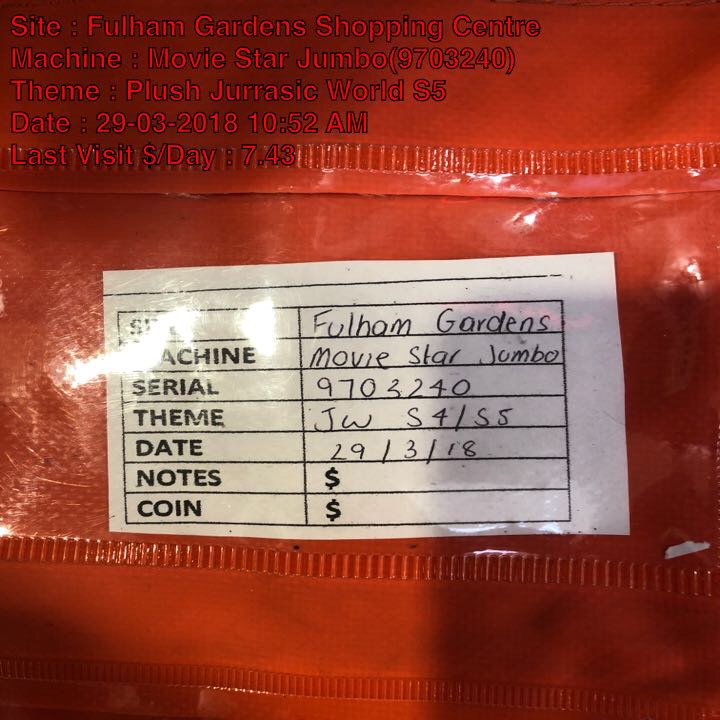 Site : Fulham Gardens Shopping Centre
Machine : Movie Star Jumbo(9703240)
Theme : Plush Jurrasic World S5
Date : 29-03-2018 10:52 AM
Last Visit $/Day : 7.43
SITE Fulham Gardens
MACHINE Movie Star Jumbo
SERIAL 9703240
THEME JW S4/S5
DATE 29/3/18
NOTES $
COIN $